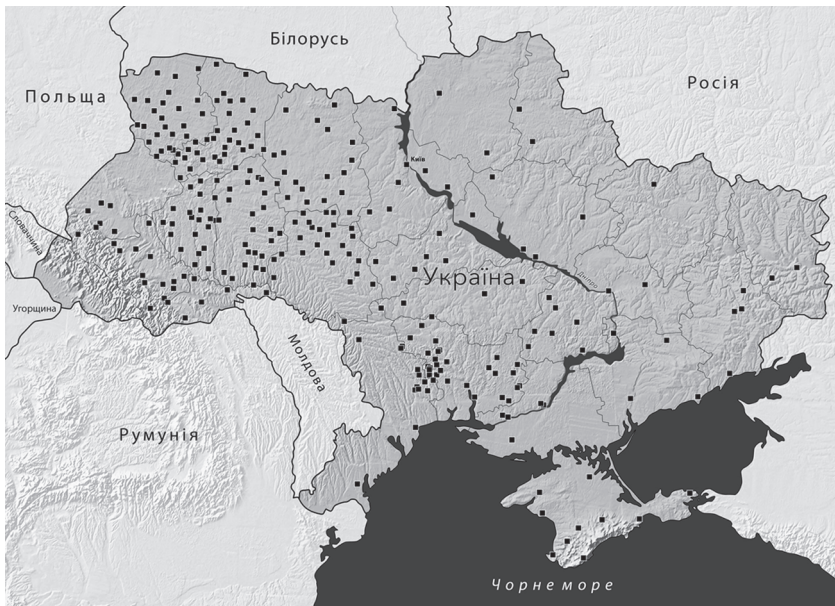 Білорусь
Росія
Польща
Київ
Словаччина
Україна
Дніпро
Угорщина
Молдова
Румунія
Чорне море